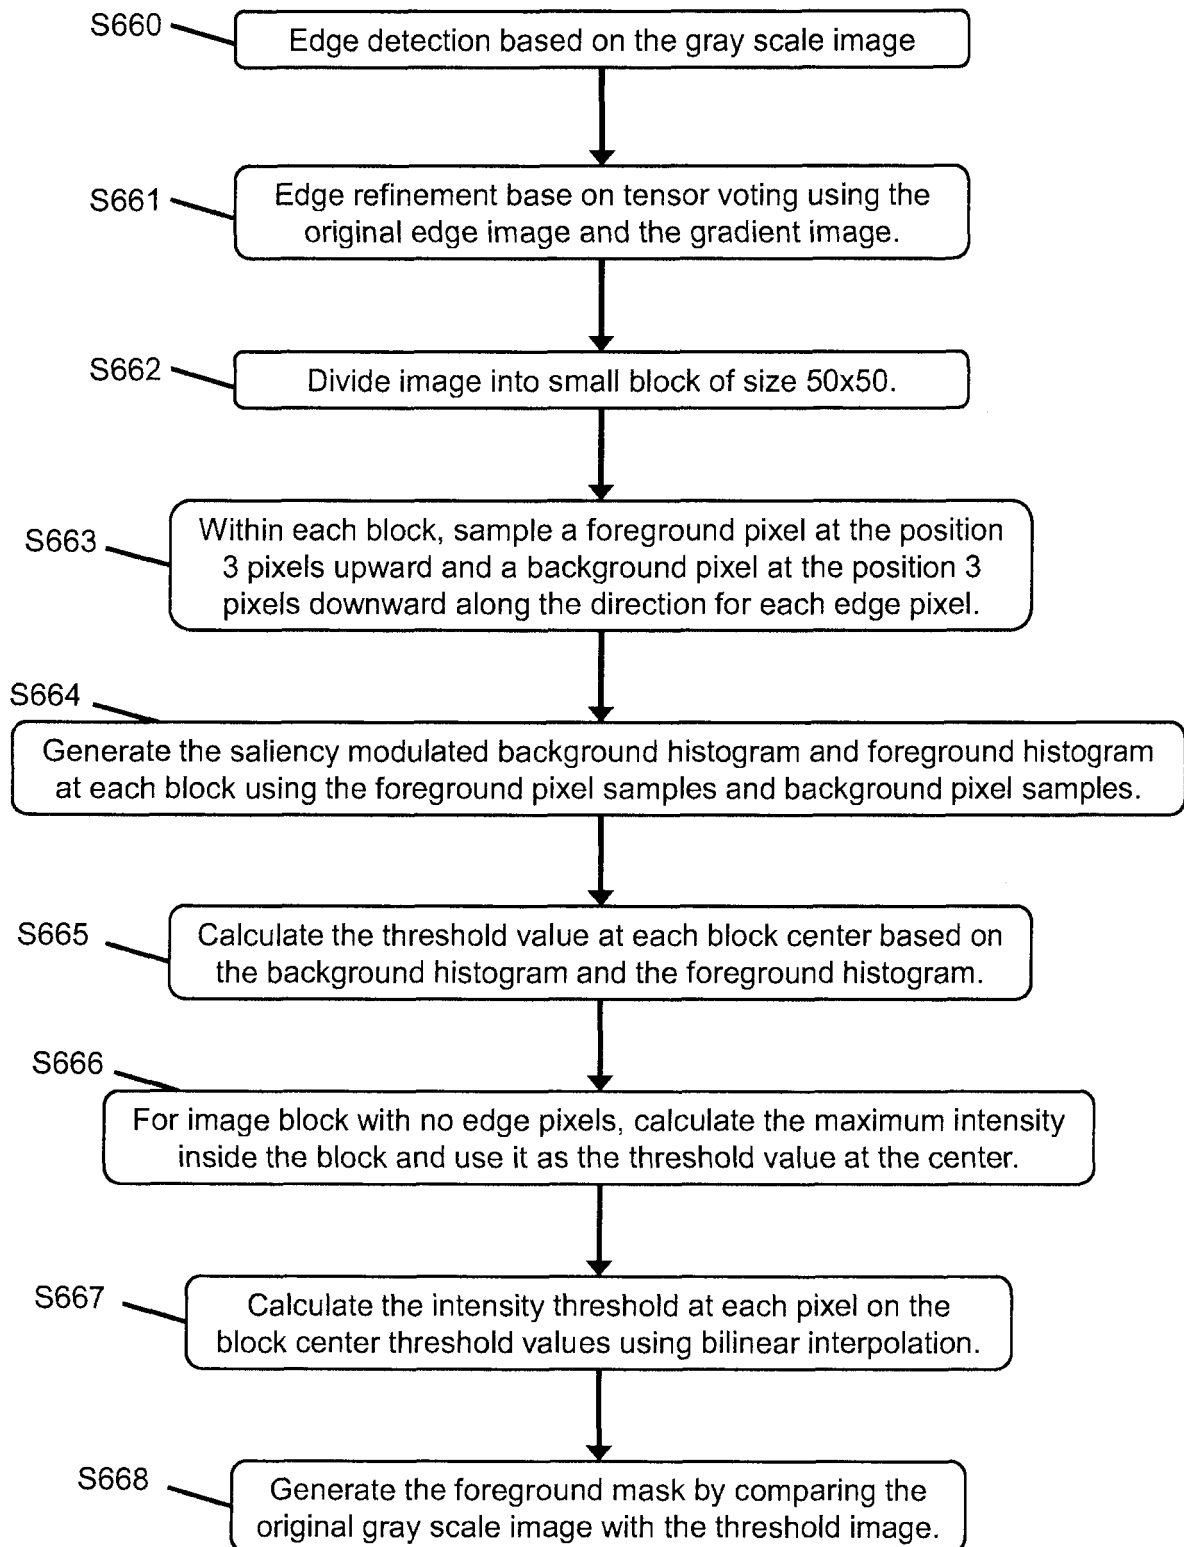 S660
Edge detection based on the gray scale image
S661
Edge refinement base on tensor voting using the
original edge image and the gradient image.
S662
Divide image into small block of size 50x50.
S663
Within each block, sample a foreground pixel at the position
3 pixels upward and a background pixel at the position 3
pixels downward along the direction for each edge pixel.
S664
Generate the saliency modulated background histogram and foreground histogram
at each block using the foreground pixel samples and background pixel samples.
S665
Calculate the threshold value at each block center based on
the background histogram and the foreground histogram.
S666
For image block with no edge pixels, calculate the maximum intensity
inside the block and use it as the threshold value at the center.
S667
Calculate the intensity threshold at each pixel on the
block center threshold values using bilinear interpolation.
S668
Generate the foreground mask by comparing the
original gray scale image with the threshold image.